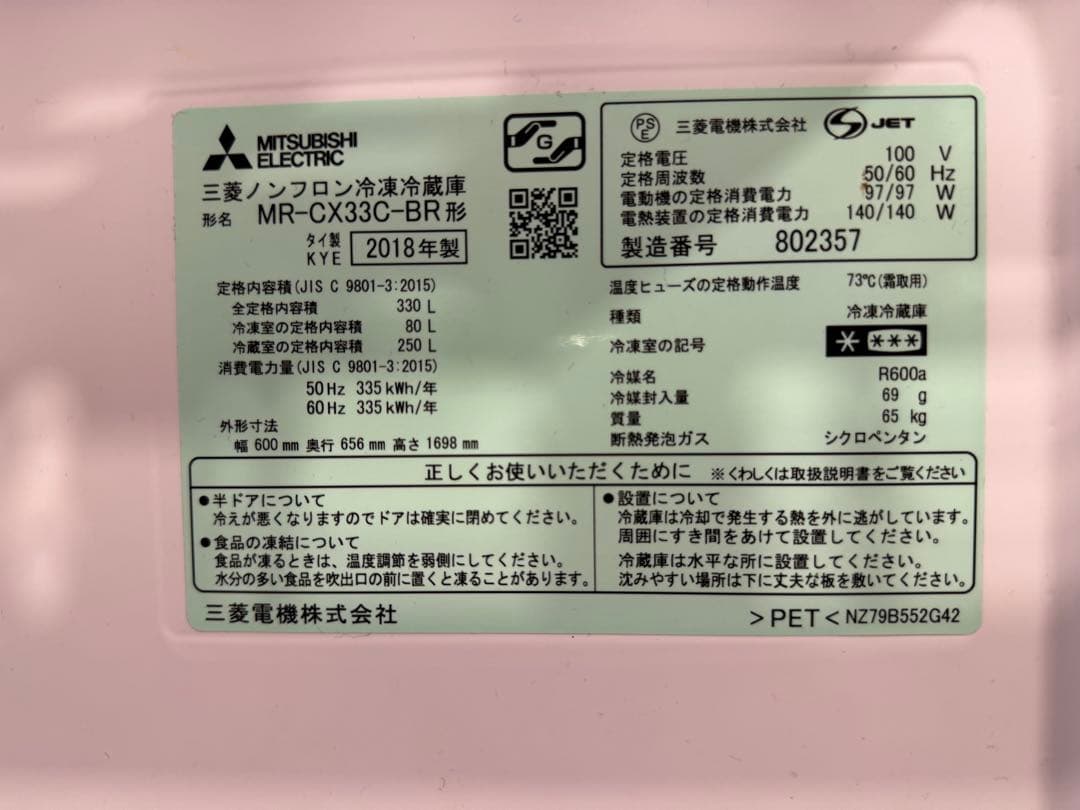 MITSUBISHI
ELECTRIC
三菱ノンフロン冷凍冷蔵庫
形名 MR-CX33C-BR形
タイ製
KYE 2018年製
G
定格内容積(JIS C 9801-3:2015)
全定格内容積 330 L
冷凍室の定格内容積 80 L
冷蔵室の定格内容積 250 L
消費電力量(JIS C 9801-3:2015)
50Hz 335kWh/年
60Hz 335kWh/年
外形寸法
幅 600mm 奥行 656mm 高さ 1698mm
PSE 三菱電機株式会社 JET
定格電圧 100 V
定格周波数 50/60 Hz
電動機の定格消費電力 97/97 W
電熱装置の定格消費電力 140/140 W
製造番号 802357
温度ヒューズの定格動作温度 73℃(霜取用)
種類 冷凍冷蔵庫
冷凍室の記号 * ***
冷媒名 R600a
冷媒封入量 69 g
質量 65 kg
断熱発泡ガス シクロペンタン
正しくお使いいただくために ※くわしくは取扱説明書をご覧ください
●半ドアについて
冷えが悪くなりますのでドアは確実に閉めてください。
●食品の凍結について
食品が凍るときは、温度調節を弱側にしてください。
水分の多い食品を吹出口の前に置くと凍ることがあります。
●設置について
冷蔵庫は冷却で発生する熱を外に逃がしています。
周囲にすき間をあけて設置してください。
冷蔵庫は水平な所に設置してください。
沈みやすい場所は下に丈夫な板を敷いてください。
三菱電機株式会社
>PET< NZ79B552G42